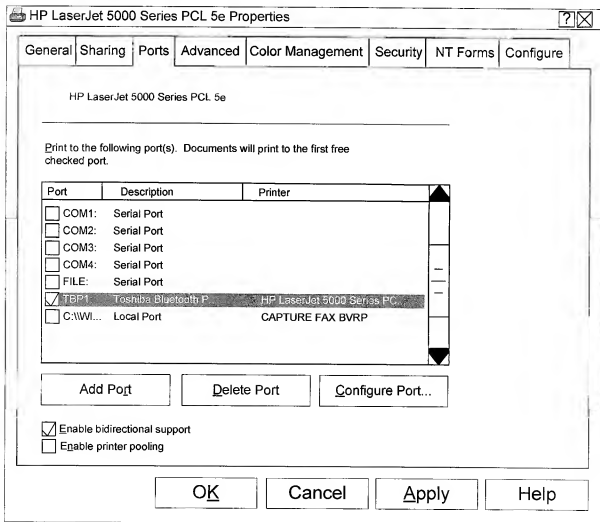 HP LaserJet 5000 Series PCL 5e Properties
General Sharing Ports Advanced Color Management Security NT Forms Configure
HP LaserJet 5000 Series PCL 5e
Print to the following port(s). Documents will print to the first free
checked port.
Port Description Printer
COM1: Serial Port
COM2: Serial Port
COM3: Serial Port
COM4: Serial Port
FILE: Serial Port
TBP1 Toshiba Bluetooth P... HP LaserJet 5000 Series PC...
C:\\WI... Local Port CAPTURE FAX BVRP
Add Port Delete Port Configure Port...
Enable bidirectional support
Enable printer pooling
OK Cancel Apply Help